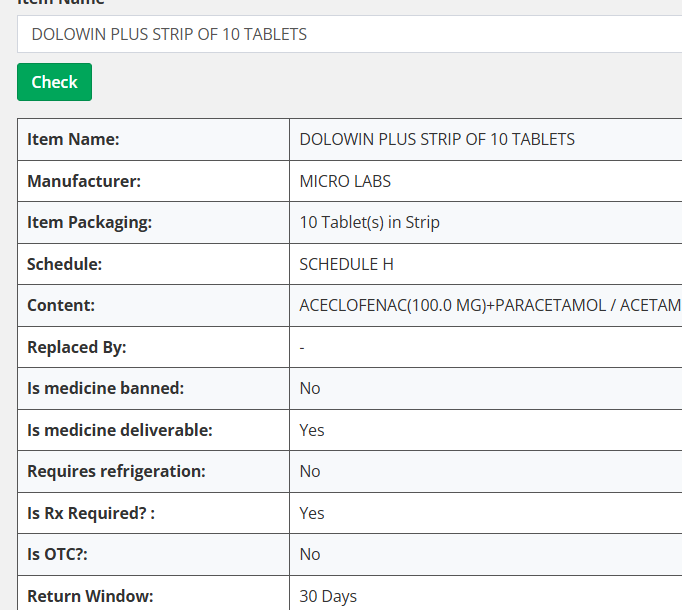 Item Name
DOLOWIN PLUS STRIP OF 10 TABLETS
Check
Item Name: DOLOWIN PLUS STRIP OF 10 TABLETS
Manufacturer: MICRO LABS
Item Packaging: 10 Tablet(s) in Strip
Schedule: SCHEDULE H
Content: ACECLOFENAC(100.0 MG)+PARACETAMOL / ACETAM
Replaced By: -
Is medicine banned: No
Is medicine deliverable: Yes
Requires refrigeration: No
Is Rx Required? : Yes
Is OTC?: No
Return Window: 30 Days